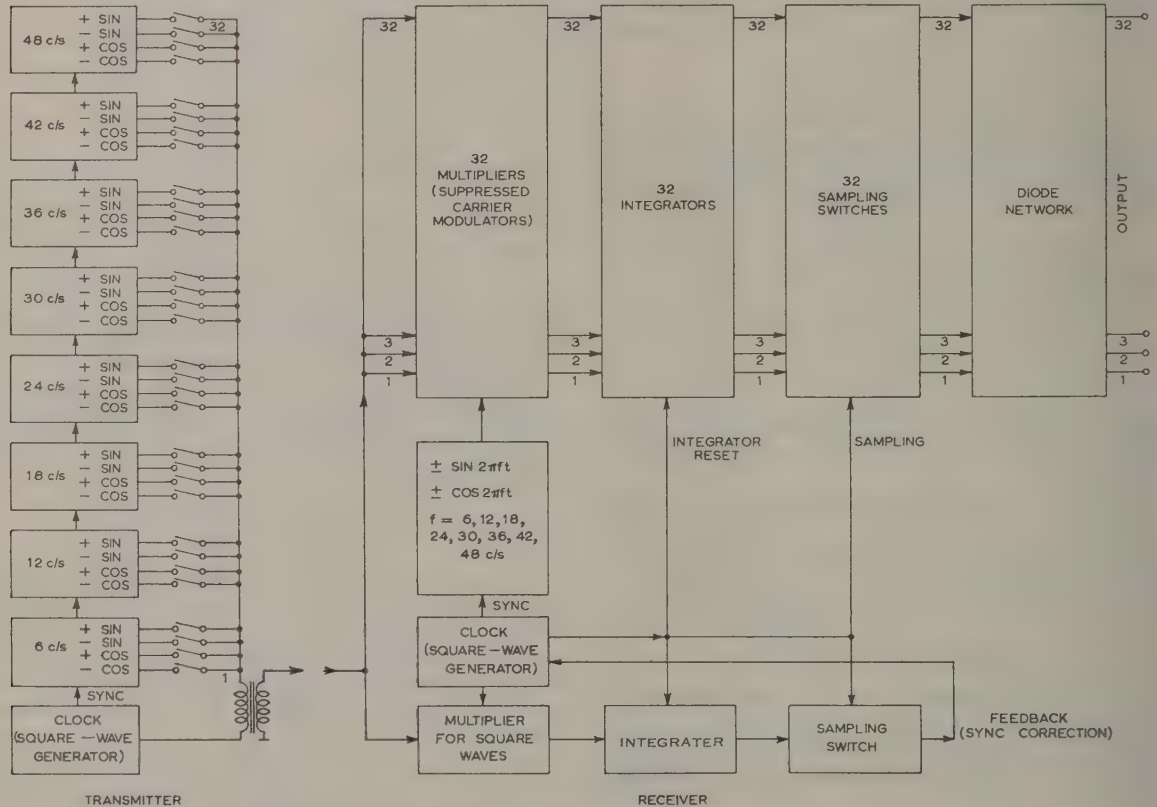 48 c/s
+ SIN
− SIN
+ COS
− COS
32
42 c/s
+ SIN
− SIN
+ COS
− COS
36 c/s
+ SIN
− SIN
+ COS
− COS
30 c/s
+ SIN
− SIN
+ COS
− COS
24 c/s
+ SIN
− SIN
+ COS
− COS
18 c/s
+ SIN
− SIN
+ COS
− COS
12 c/s
+ SIN
− SIN
+ COS
− COS
6 c/s
+ SIN
− SIN
+ COS
− COS
1
SYNC
CLOCK
(SQUARE-WAVE
GENERATOR)
TRANSMITTER
32
3
2
1
32
MULTIPLIERS
(SUPPRESSED
CARRIER
MODULATORS)
32
3
2
1
32
INTEGRATORS
32
3
2
1
32
SAMPLING
SWITCHES
32
3
2
1
DIODE
NETWORK
32
OUTPUT
3
2
1
± SIN 2πft
± COS 2πft
f = 6, 12, 18,
24, 30, 36, 42,
48 c/s
INTEGRATOR
RESET
SAMPLING
SYNC
CLOCK
(SQUARE-WAVE
GENERATOR)
MULTIPLIER
FOR SQUARE
WAVES
INTEGRATER
SAMPLING
SWITCH
FEEDBACK
(SYNC CORRECTION)
RECEIVER